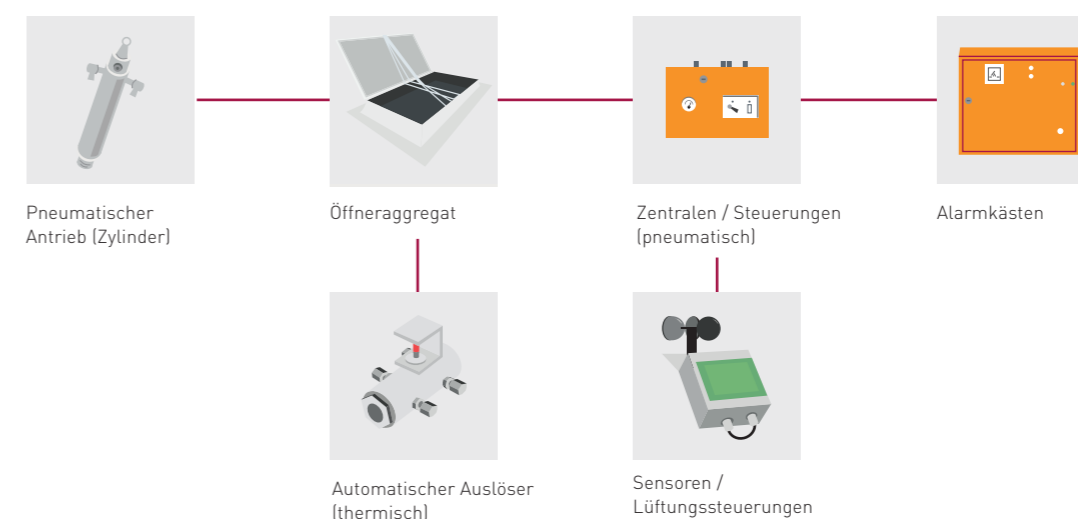 Pneumatischer
Antrieb (Zylinder)
Öffneraggregat
Zentralen / Steuerungen
(pneumatisch)
Alarmkästen
Automatischer Auslöser
(thermisch)
Sensoren /
Lüftungssteuerungen